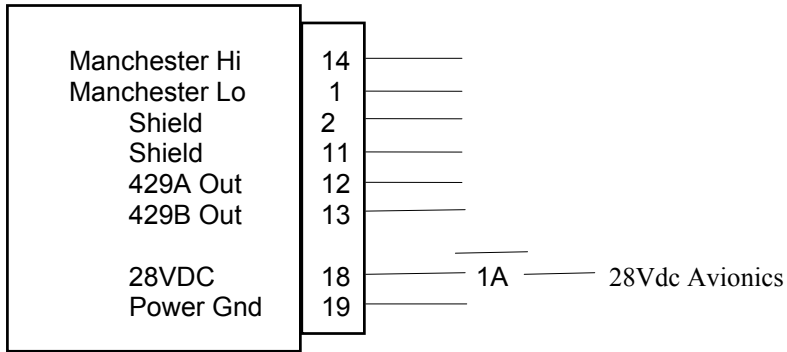 Manchester Hi 14
Manchester Lo 1
Shield 2
Shield 11
429A Out 12
429B Out 13
28VDC 18 1A 28Vdc Avionics
Power Gnd 19